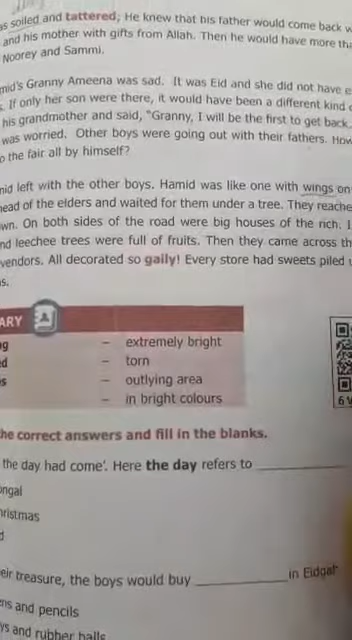 as soiled and tattered; He knew that his father would come back w
and his mother with gifts from Allah. Then he would have more tha
Noorey and Sammi.
mid's Granny Ameena was sad. It was Eid and she did not have e
. If only her son were there, it would have been a different kind
his grandmother and said, "Granny, I will be the first to get back.
was worried. Other boys were going out with their fathers. How
o the fair all by himself?
mid left with the other boys. Hamid was like one with wings on
head of the elders and waited for them under a tree. They reache
wn. On both sides of the road were big houses of the rich. I
nd leechee trees were full of fruits. Then they came across th
vendors. All decorated so gaily! Every store had sweets piled u
s.
ARY
g – extremely bright
d – torn
s – outlying area
– in bright colours
6 V
he correct answers and fill in the blanks.
the day had come'. Here the day refers to ________
ongal
hristmas
d
eir treasure, the boys would buy ________ in Eidgah
ns and pencils
ys and rubber balls